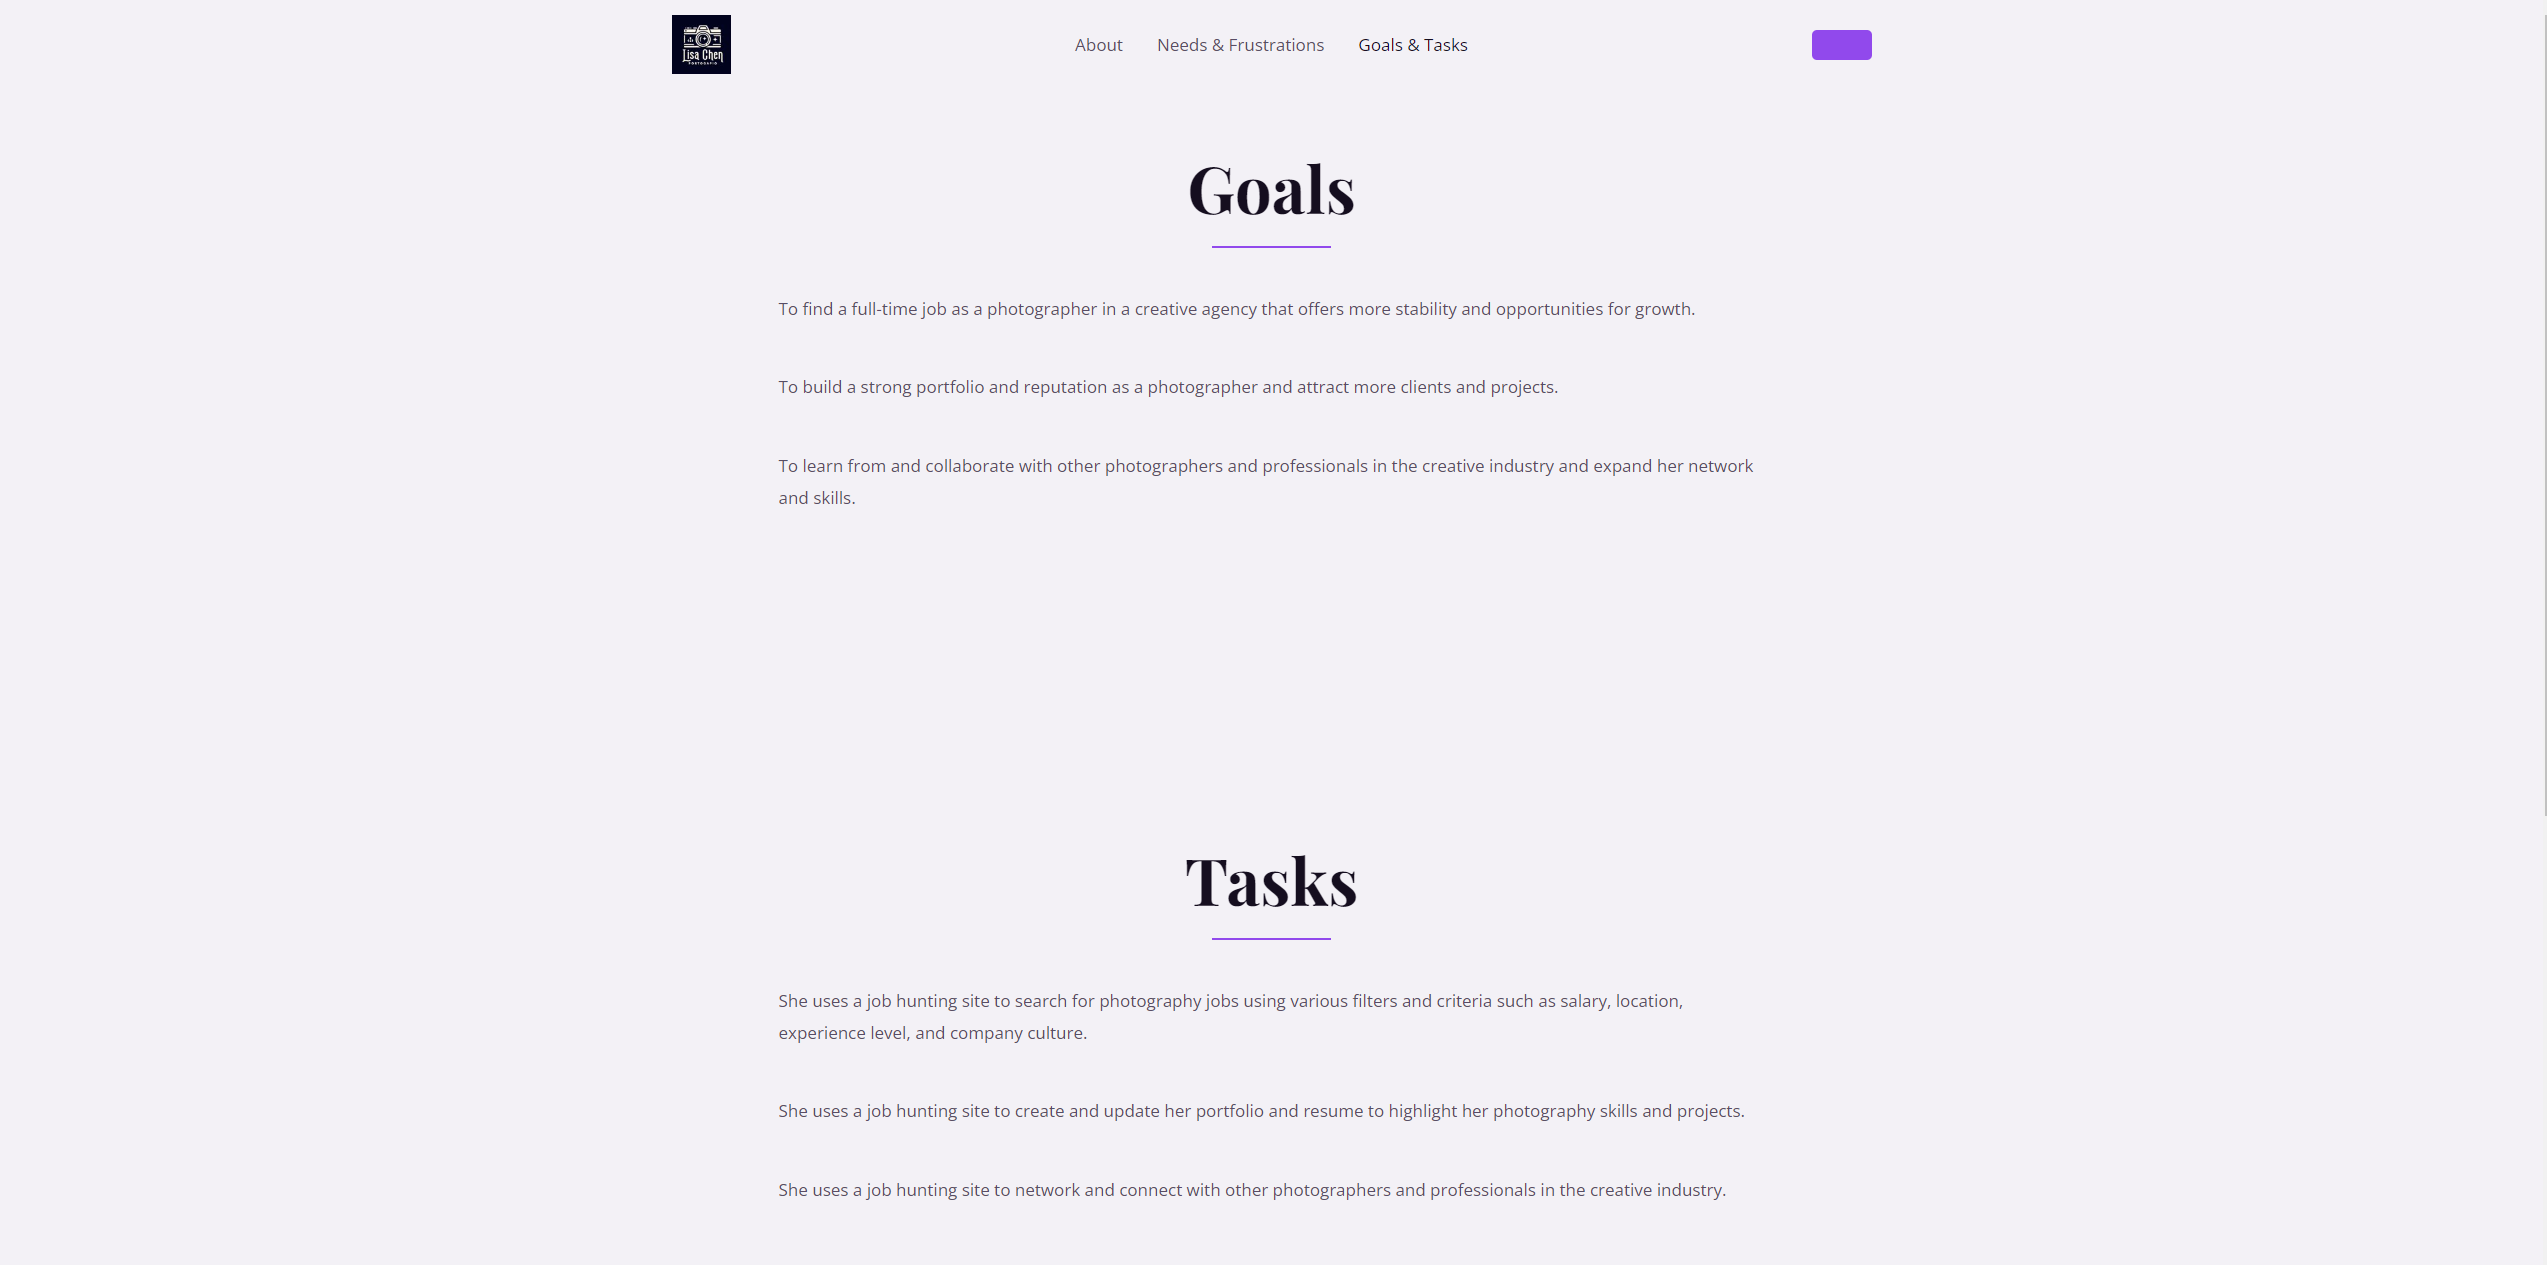 Lisa Chen
About
Needs & Frustrations
Goals & Tasks
Goals
To find a full-time job as a photographer in a creative agency that offers more stability and opportunities for growth.
To build a strong portfolio and reputation as a photographer and attract more clients and projects.
To learn from and collaborate with other photographers and professionals in the creative industry and expand her network
and skills.
Tasks
She uses a job hunting site to search for photography jobs using various filters and criteria such as salary, location,
experience level, and company culture.
She uses a job hunting site to create and update her portfolio and resume to highlight her photography skills and projects.
She uses a job hunting site to network and connect with other photographers and professionals in the creative industry.